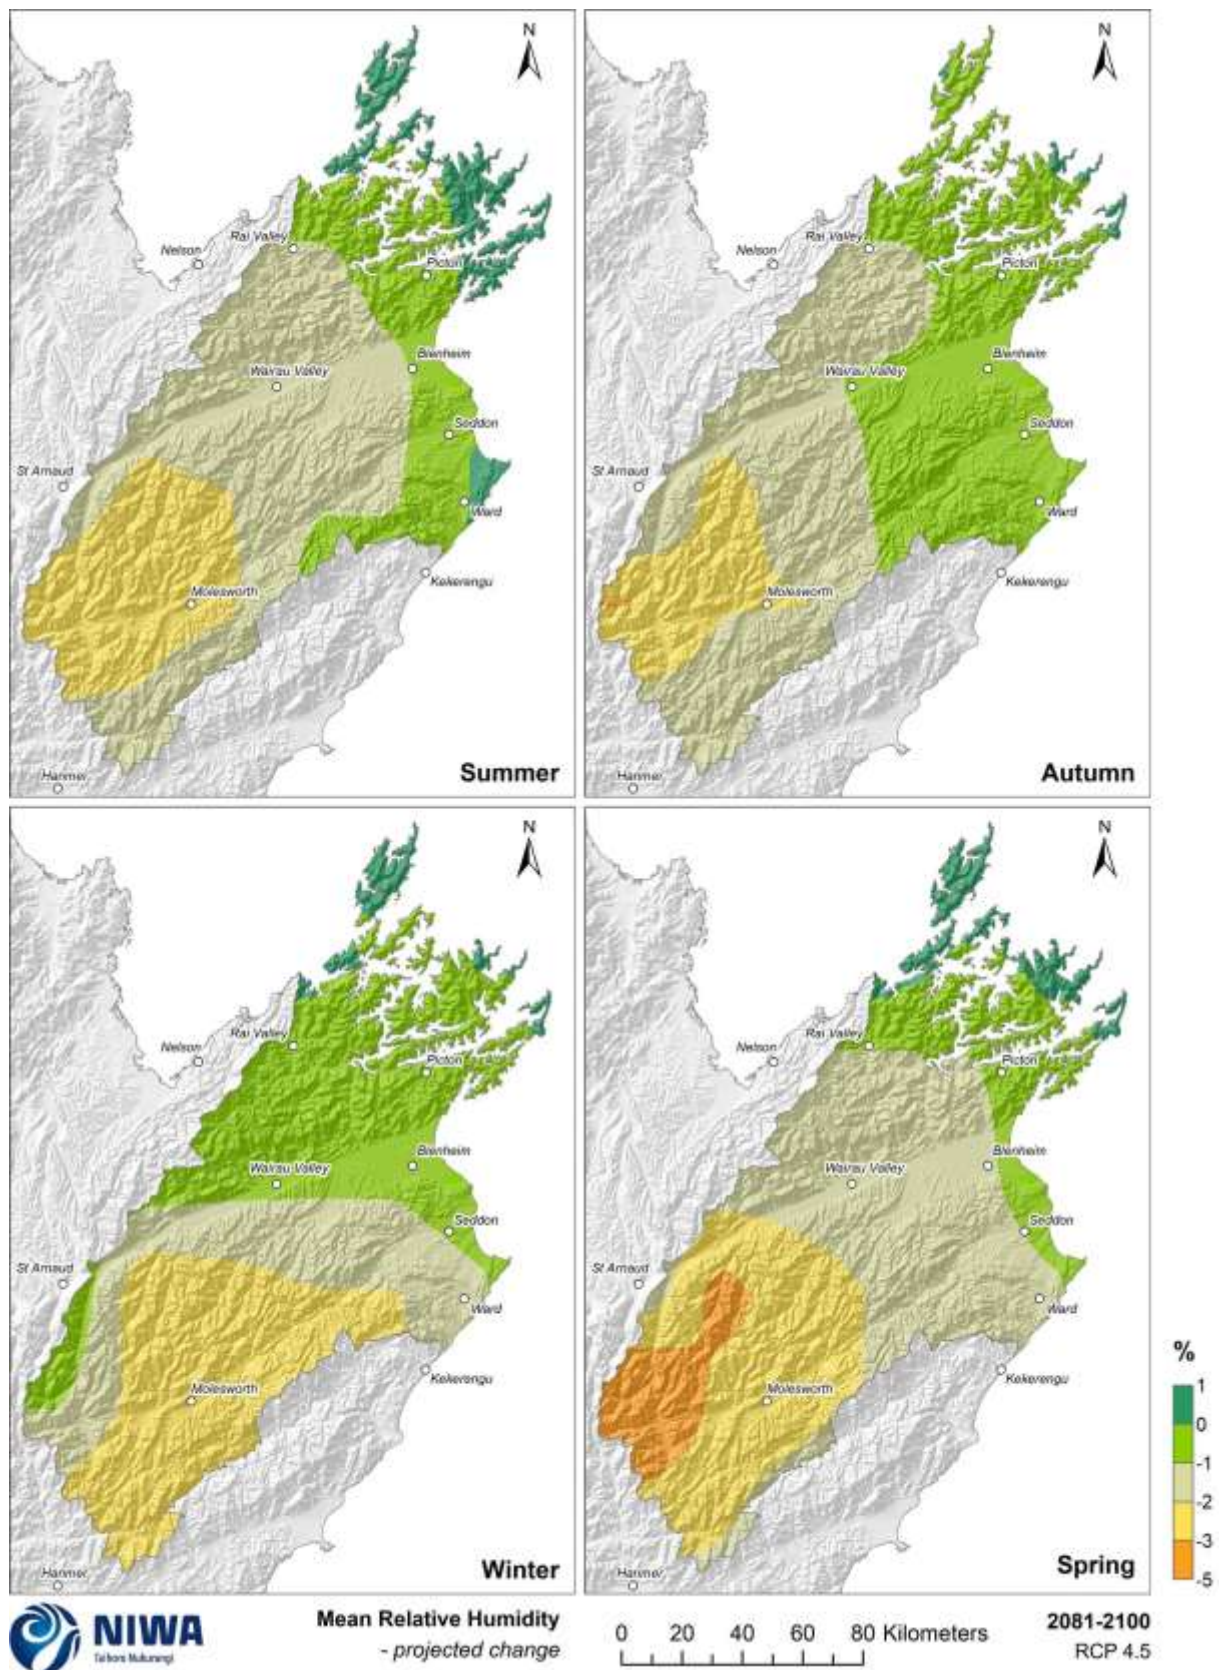 N
Nelson
Rai Valley
Picton
Wairau Valley
Blenheim
Seddon
St Arnaud
Ward
Molesworth
Kekerengu
Hanmer
Summer
N
Nelson
Rai Valley
Picton
Wairau Valley
Blenheim
Seddon
St Arnaud
Ward
Molesworth
Kekerengu
Hanmer
Autumn
N
Nelson
Rai Valley
Picton
Wairau Valley
Blenheim
Seddon
St Arnaud
Ward
Molesworth
Kekerengu
Hanmer
Winter
N
Nelson
Rai Valley
Picton
Wairau Valley
Blenheim
Seddon
St Arnaud
Ward
Molesworth
Kekerengu
Hanmer
Spring
%
1
0
-1
-2
-3
-5
NIWA
Taihoro Nukurangi
Mean Relative Humidity
- projected change
0 20 40 60 80 Kilometers
2081-2100
RCP 4.5